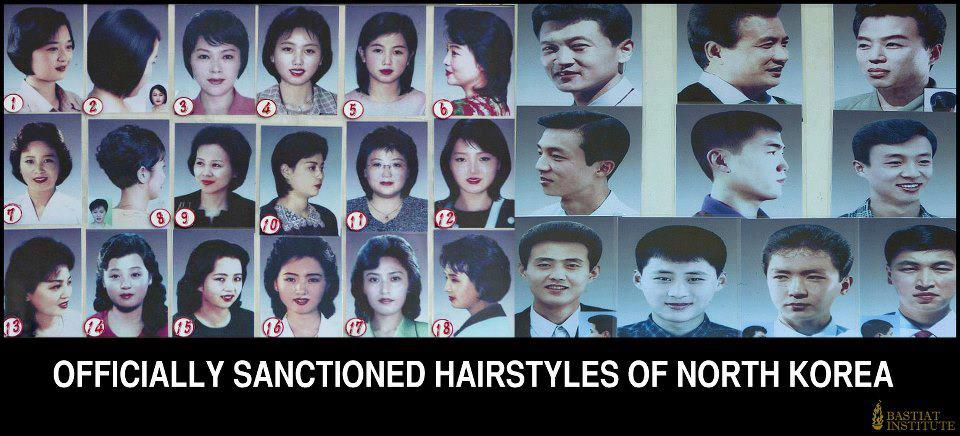 1 2 3 4 5 6
7 8 9 10 11 12
13 14 15 16 17 18
OFFICIALLY SANCTIONED HAIRSTYLES OF NORTH KOREA
BASTIAT
INSTITUTE